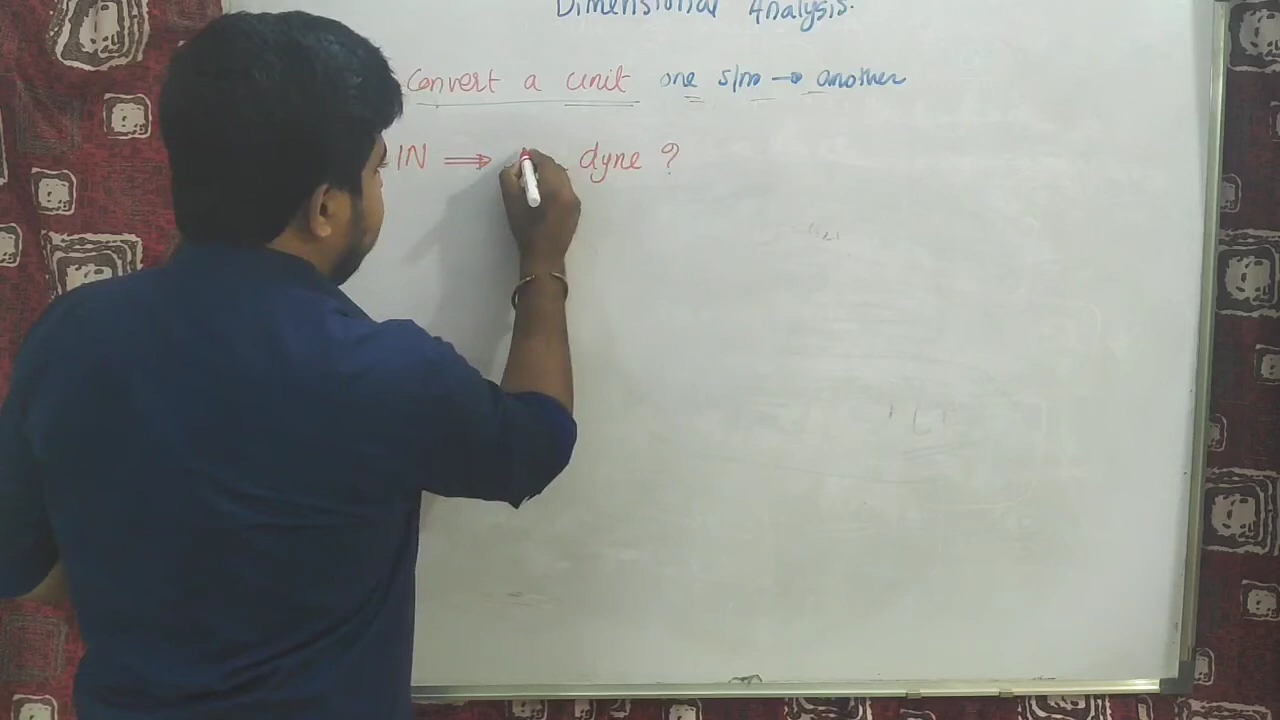 Dimensional Analysis.
Convert a unit one s/m → another
1N ⟹ dyne ?